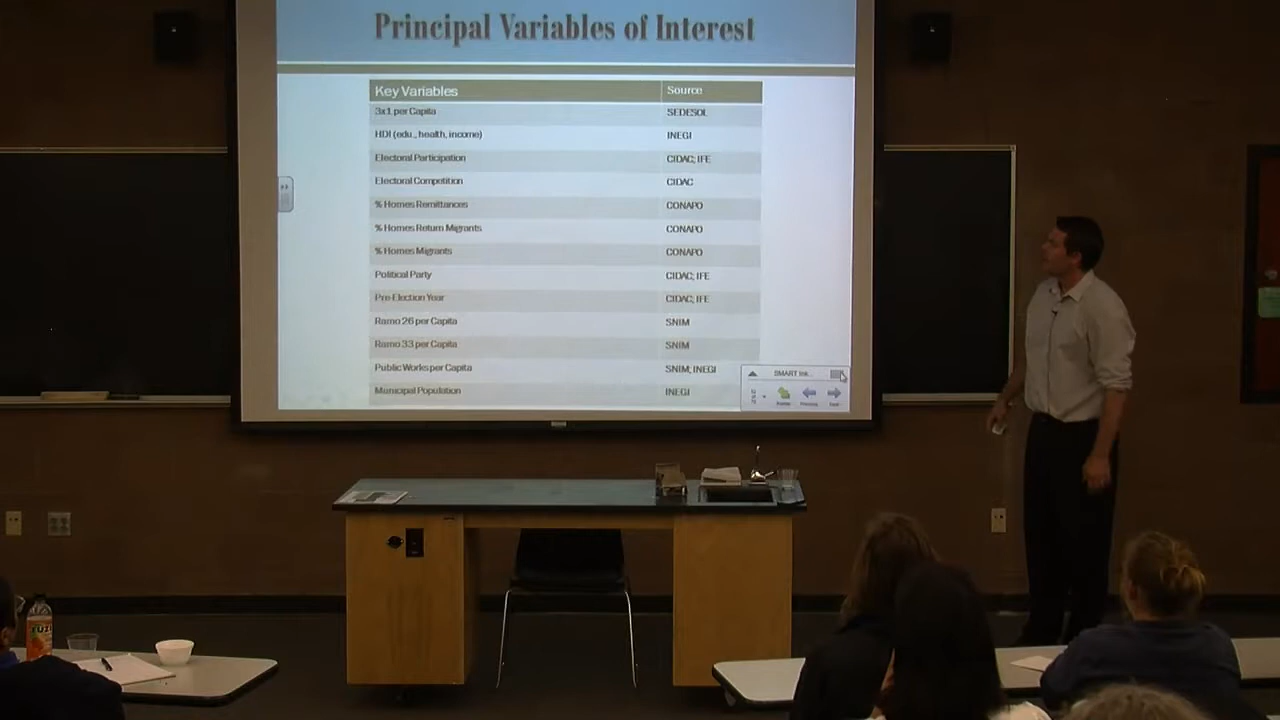 Principal Variables of Interest
Key Variables Source
3x1 per Capita SEDESOL
HDI (edu., health, income) INEGI
Electoral Participation CIDAC; IFE
Electoral Competition CIDAC
% Homes Remittances CONAPO
% Homes Return Migrants CONAPO
% Homes Migrants CONAPO
Political Party CIDAC; IFE
Pre-Election Year CIDAC; IFE
Ramo 26 per Capita SNIM
Ramo 33 per Capita SNIM
Public Works per Capita SNIM; INEGI
Municipal Population INEGI
SMART Ink...